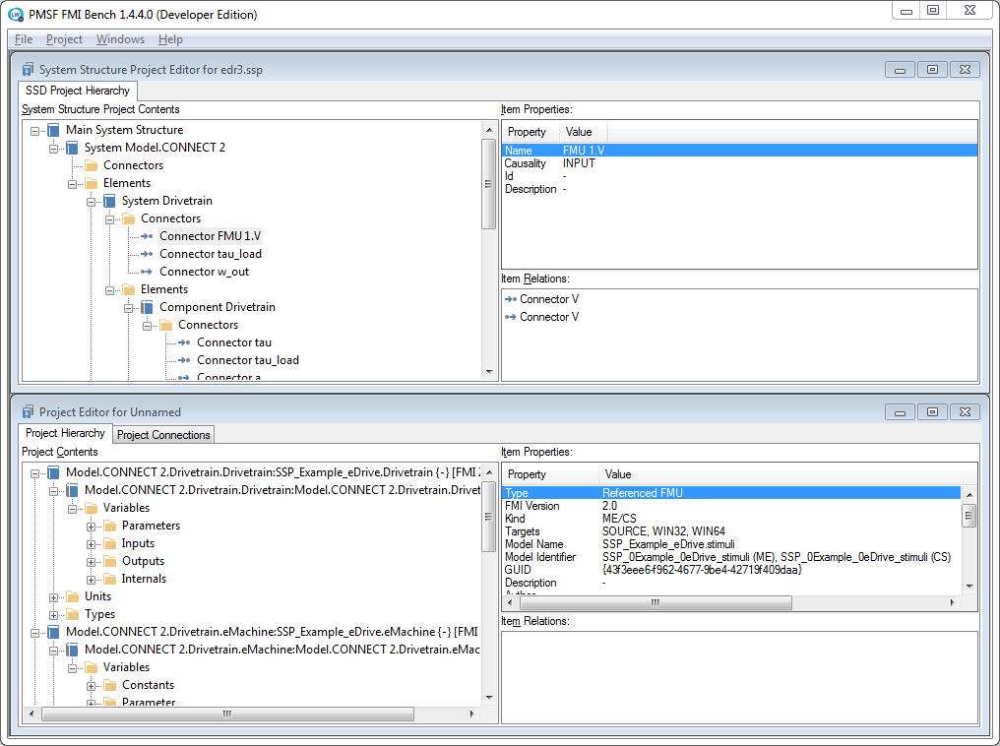 PMSF FMI Bench 1.4.4.0 (Developer Edition)
File Project Windows Help
System Structure Project Editor for edr3.ssp
SSD Project Hierarchy
System Structure Project Contents
Main System Structure
System Model.CONNECT 2
Connectors
Elements
System Drivetrain
Connectors
Connector FMU 1.V
Connector tau_load
Connector w_out
Elements
Component Drivetrain
Connectors
Connector tau
Connector tau_load
Connector a
Item Properties:
Property Value
Name FMU 1.V
Causality INPUT
Id -
Description -
Item Relations:
Connector V
Connector V
Project Editor for Unnamed
Project Hierarchy Project Connections
Project Contents
Model.CONNECT 2.Drivetrain.Drivetrain:SSP_Example_eDrive.Drivetrain {-} [FMI 2
Model.CONNECT 2.Drivetrain.Drivetrain:Model.CONNECT 2.Drivetrain.Drivet
Variables
Parameters
Inputs
Outputs
Internals
Units
Types
Model.CONNECT 2.Drivetrain.eMachine:SSP_Example_eDrive.eMachine {-} [FMI
Model.CONNECT 2.Drivetrain.eMachine:Model.CONNECT 2.Drivetrain.eMac
Variables
Constants
Parameter
Item Properties:
Property Value
Type Referenced FMU
FMI Version 2.0
Kind ME/CS
Targets SOURCE, WIN32, WIN64
Model Name SSP_Example_eDrive.stimuli
Model Identifier SSP_0Example_0eDrive_stimuli (ME), SSP_0Example_0eDrive_stimuli (CS)
GUID {43f3eee6f962-4677-9be4-42719f409daa}
Description -
Author
Item Relations: